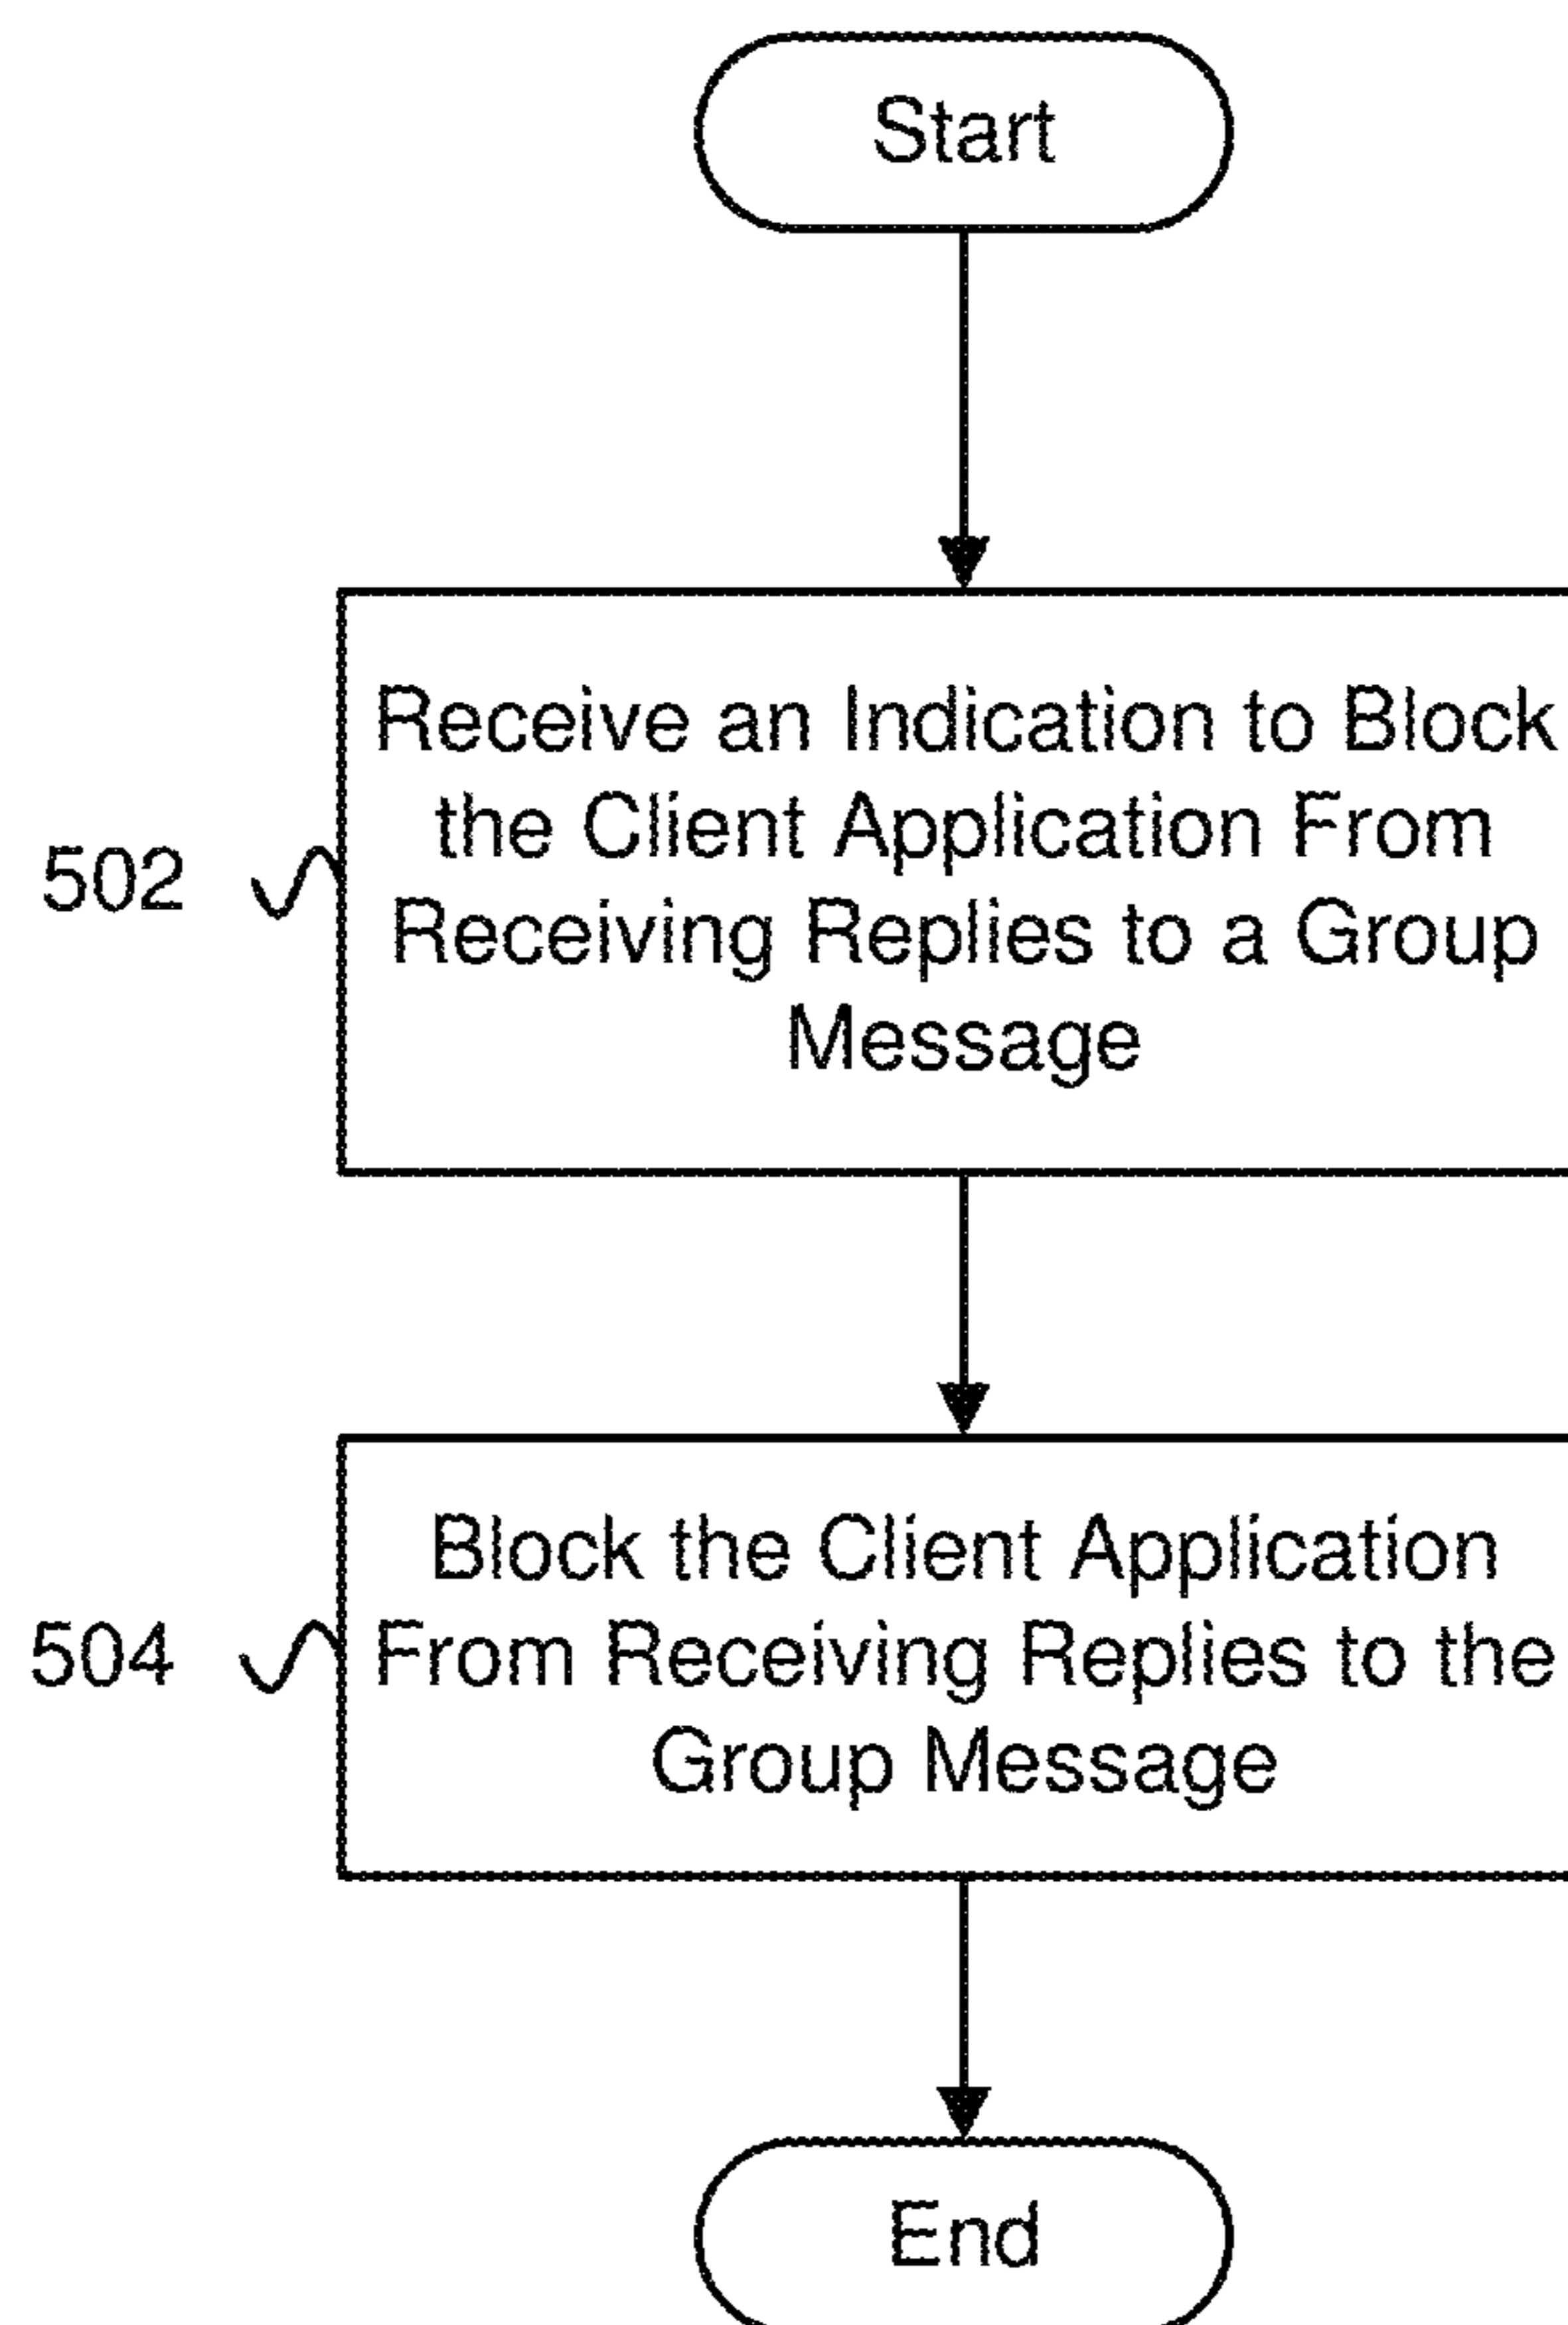 Start
Receive an Indication to Block
the Client Application From
Receiving Replies to a Group
Message
502
Block the Client Application
From Receiving Replies to the
Group Message
504
End